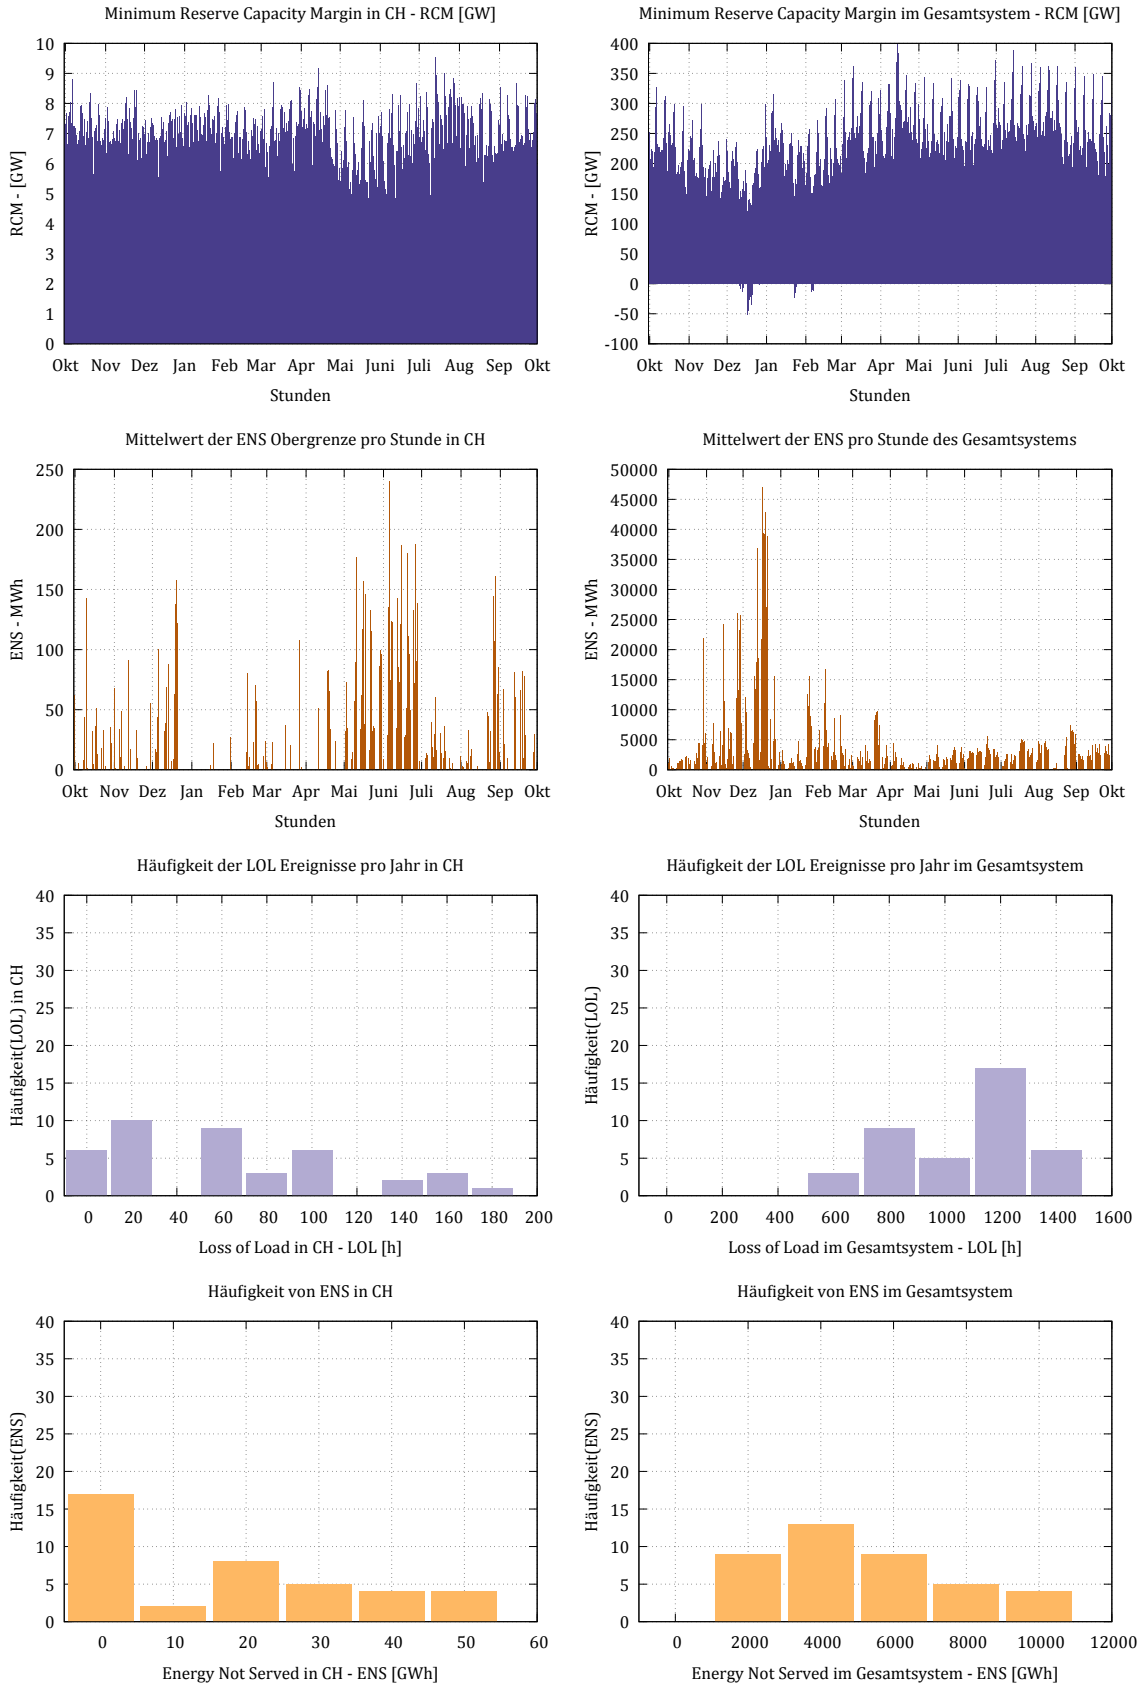 Minimum Reserve Capacity Margin in CH - RCM [GW]
RCM - [GW]
10
9
8
7
6
5
4
3
2
1
0
Okt Nov Dez Jan Feb Mar Apr Mai Juni Juli Aug Sep Okt
Stunden
Minimum Reserve Capacity Margin im Gesamtsystem - RCM [GW]
RCM - [GW]
400
350
300
250
200
150
100
50
0
-50
-100
Okt Nov Dez Jan Feb Mar Apr Mai Juni Juli Aug Sep Okt
Stunden
Mittelwert der ENS Obergrenze pro Stunde in CH
ENS - MWh
250
200
150
100
50
0
Okt Nov Dez Jan Feb Mar Apr Mai Juni Juli Aug Sep Okt
Stunden
Mittelwert der ENS pro Stunde des Gesamtsystems
ENS - MWh
50000
45000
40000
35000
30000
25000
20000
15000
10000
5000
0
Okt Nov Dez Jan Feb Mar Apr Mai Juni Juli Aug Sep Okt
Stunden
Häufigkeit der LOL Ereignisse pro Jahr in CH
Häufigkeit(LOL) in CH
40
35
30
25
20
15
10
5
0
0 20 40 60 80 100 120 140 160 180 200
Loss of Load in CH - LOL [h]
Häufigkeit der LOL Ereignisse pro Jahr im Gesamtsystem
Häufigkeit(LOL)
40
35
30
25
20
15
10
5
0
0 200 400 600 800 1000 1200 1400 1600
Loss of Load im Gesamtsystem - LOL [h]
Häufigkeit von ENS in CH
Häufigkeit(ENS)
40
35
30
25
20
15
10
5
0
0 10 20 30 40 50 60
Energy Not Served in CH - ENS [GWh]
Häufigkeit von ENS im Gesamtsystem
Häufigkeit(ENS)
40
35
30
25
20
15
10
5
0
0 2000 4000 6000 8000 10000 12000
Energy Not Served im Gesamtsystem - ENS [GWh]